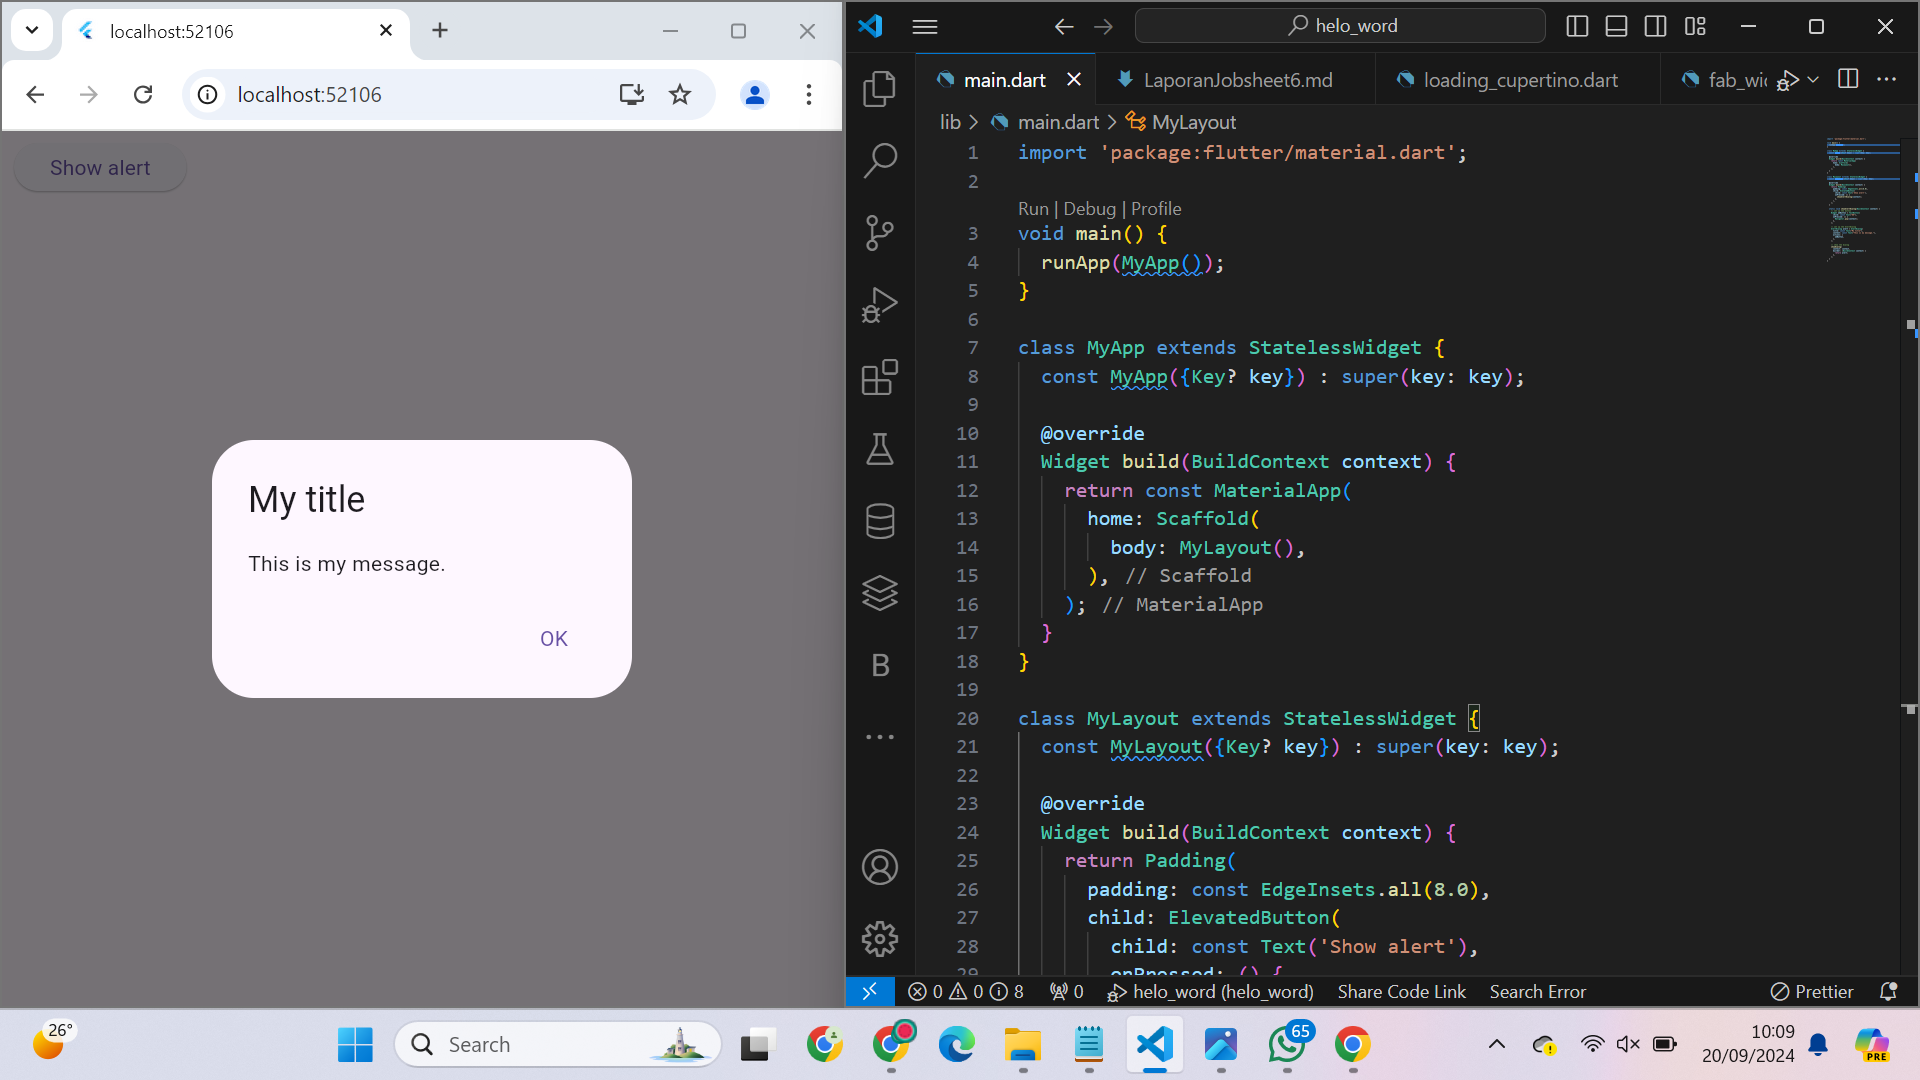 localhost:52106
localhost:52106
Show alert
My title
This is my message.
OK
helo_word
main.dart
LaporanJobsheet6.md
loading_cupertino.dart
fab_wi
lib > main.dart > MyLayout
1 import 'package:flutter/material.dart';
2
Run | Debug | Profile
3 void main() {
4 runApp(MyApp());
5 }
6
7 class MyApp extends StatelessWidget {
8 const MyApp({Key? key}) : super(key: key);
9
10 @override
11 Widget build(BuildContext context) {
12 return const MaterialApp(
13 home: Scaffold(
14 body: MyLayout(),
15 ), // Scaffold
16 ); // MaterialApp
17 }
18 }
19
20 class MyLayout extends StatelessWidget {
21 const MyLayout({Key? key}) : super(key: key);
22
23 @override
24 Widget build(BuildContext context) {
25 return Padding(
26 padding: const EdgeInsets.all(8.0),
27 child: ElevatedButton(
28 child: const Text('Show alert'),
29 onPressed: () {
B
0 0 8 0 helo_word (helo_word) Share Code Link Search Error Prettier
26°
Search
65
10:09
20/09/2024
PRE